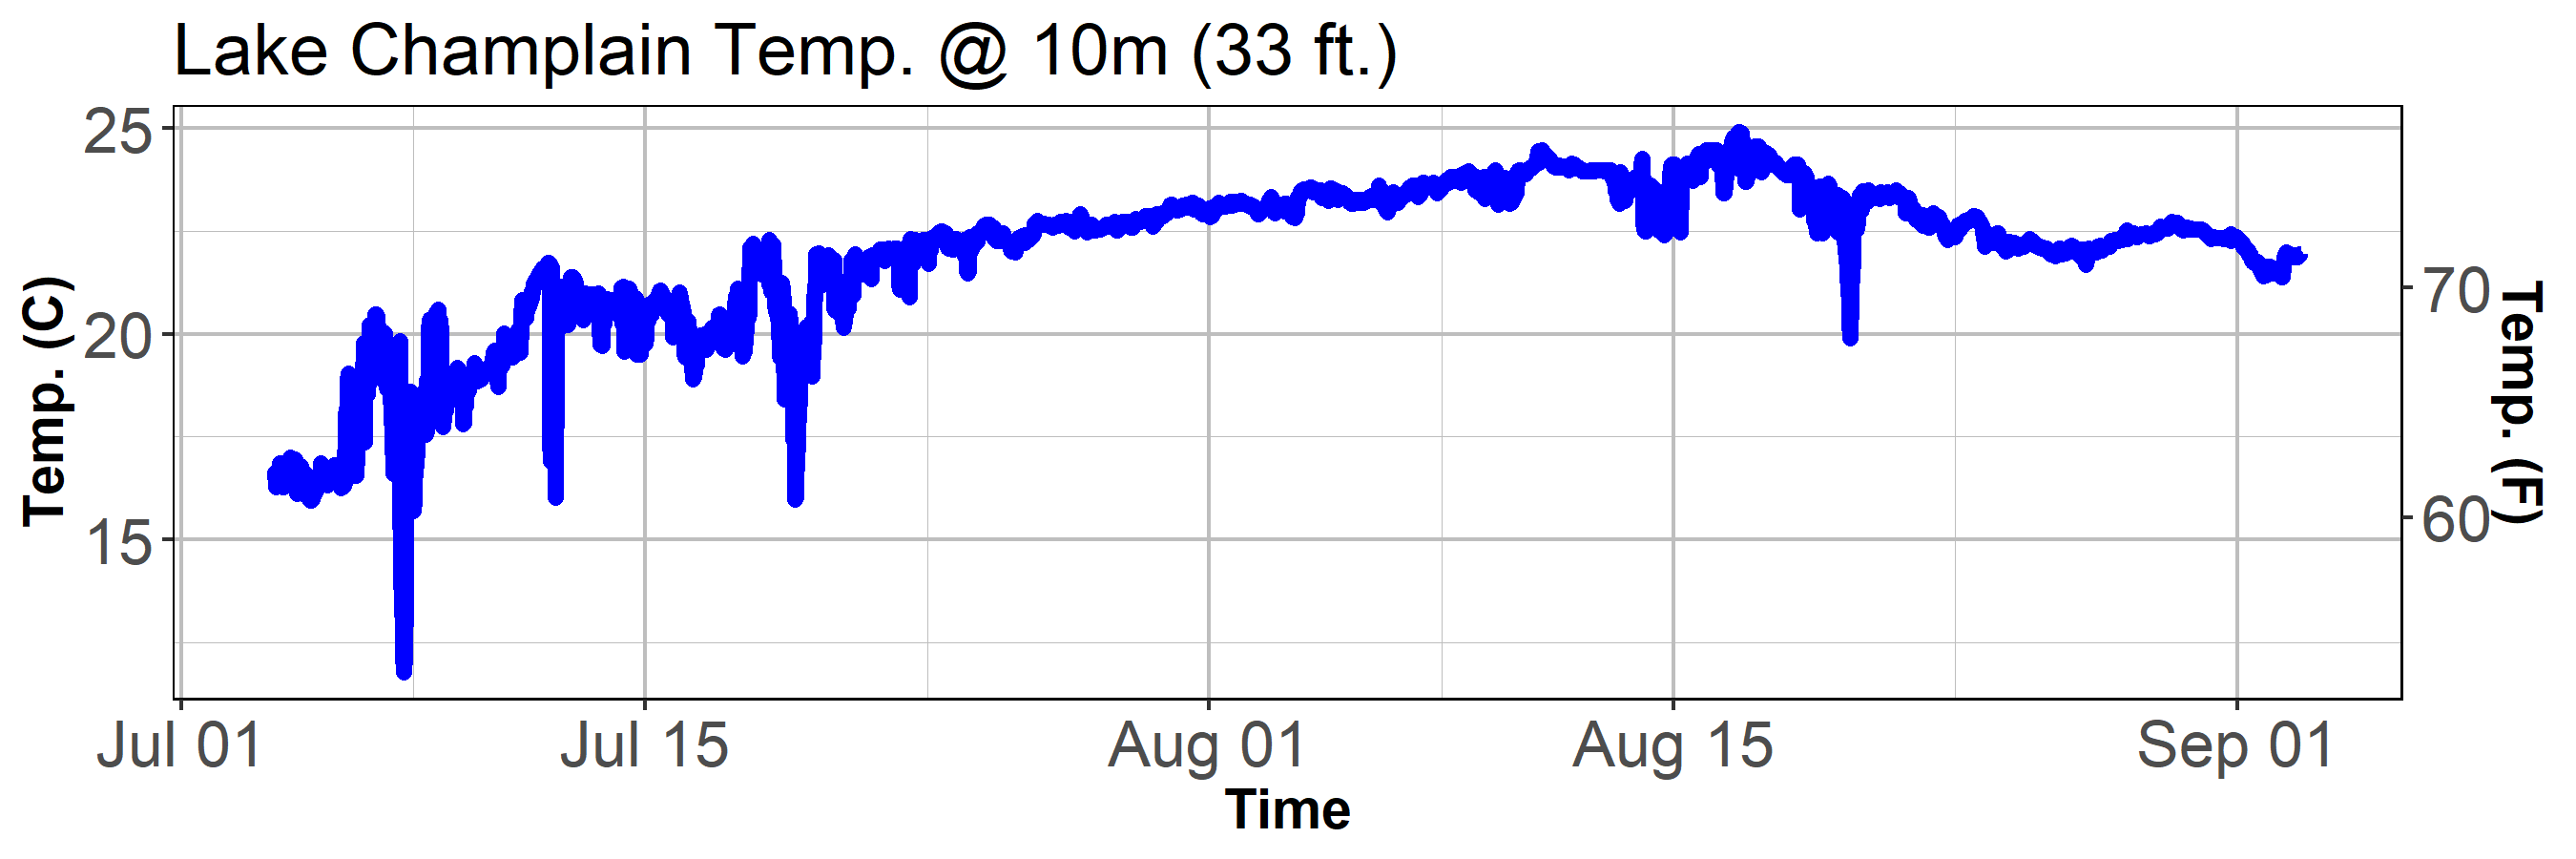 Lake Champlain Temp. @ 10m (33 ft.)
Temp. (C)
25
20
15
70
60
Temp. (F)
Jul 01
Jul 15
Aug 01
Aug 15
Sep 01
Time